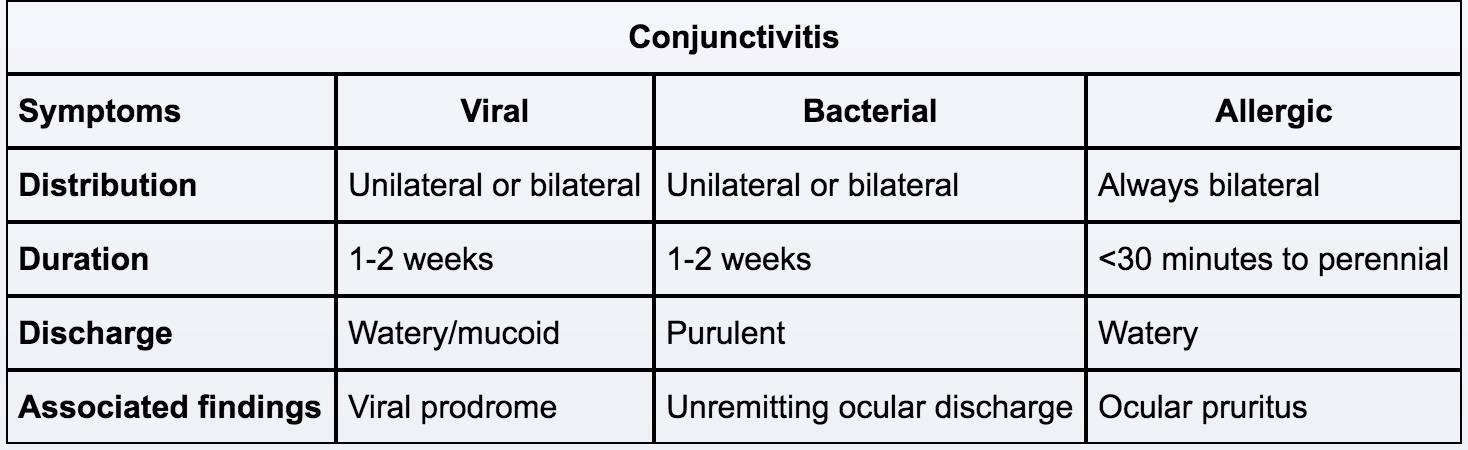 Conjunctivitis
Symptoms Viral Bacterial Allergic
Distribution Unilateral or bilateral Unilateral or bilateral Always bilateral
Duration 1-2 weeks 1-2 weeks <30 minutes to perennial
Discharge Watery/mucoid Purulent Watery
Associated findings Viral prodrome Unremitting ocular discharge Ocular pruritus